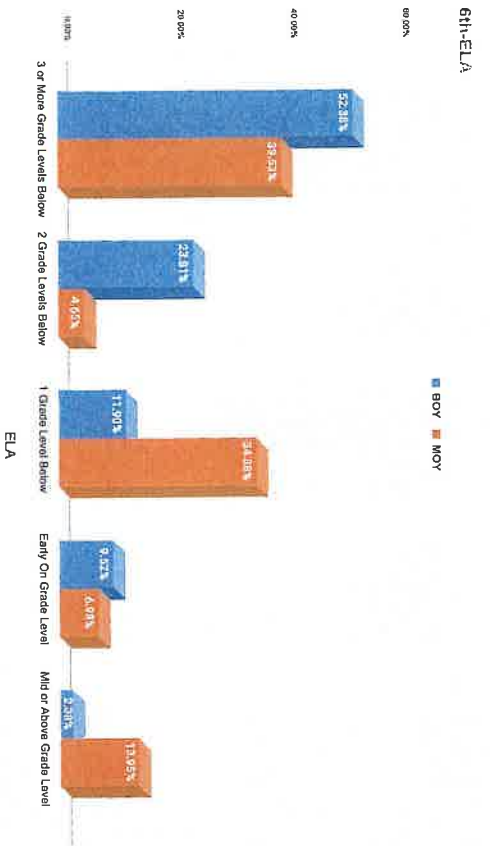 6th-ELA
BOY MOY
60.00%
40.00%
20.00%
0.00%
52.38%
39.53%
23.81%
4.65%
11.90%
34.88%
9.52%
6.98%
2.38%
13.95%
3 or More Grade Levels Below
2 Grade Levels Below
1 Grade Level Below
Early On Grade Level
Mid or Above Grade Level
ELA